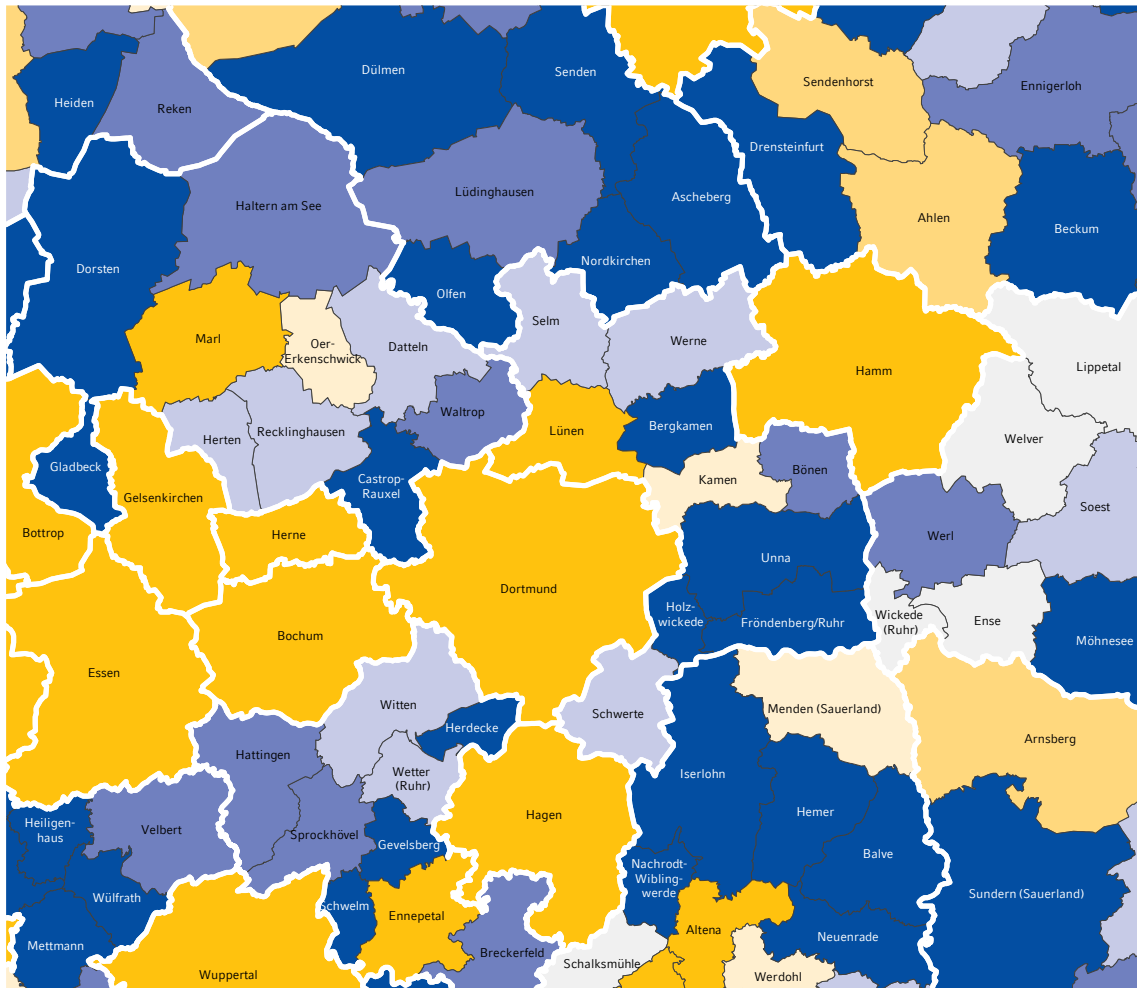 Dülmen
Senden
Sendenhorst
Ennigerloh
Heiden
Reken
Drensteinfurt
Lüdinghausen
Ascheberg
Haltern am See
Ahlen
Beckum
Nordkirchen
Dorsten
Olfen
Selm
Marl
Oer-
Erkenschwick
Datteln
Werne
Lippetal
Hamm
Waltrop
Bergkamen
Herten
Recklinghausen
Lünen
Welver
Gladbeck
Castrop-
Rauxel
Kamen
Bönen
Gelsenkirchen
Soest
Bottrop
Herne
Werl
Unna
Dortmund
Holz-
wickede
Fröndenberg/Ruhr
Wickede
(Ruhr)
Ense
Bochum
Möhnesee
Essen
Witten
Schwerte
Menden (Sauerland)
Herdecke
Arnsberg
Hattingen
Wetter
(Ruhr)
Iserlohn
Hagen
Hemer
Heiligen-
haus
Velbert
Sprockhövel
Gevelsberg
Balve
Nachrodt-
Wibling-
werde
Wülfrath
Schwelm
Ennepetal
Sundern (Sauerland)
Altena
Neuenrade
Mettmann
Breckerfeld
Schalksmühle
Wuppertal
Werdohl